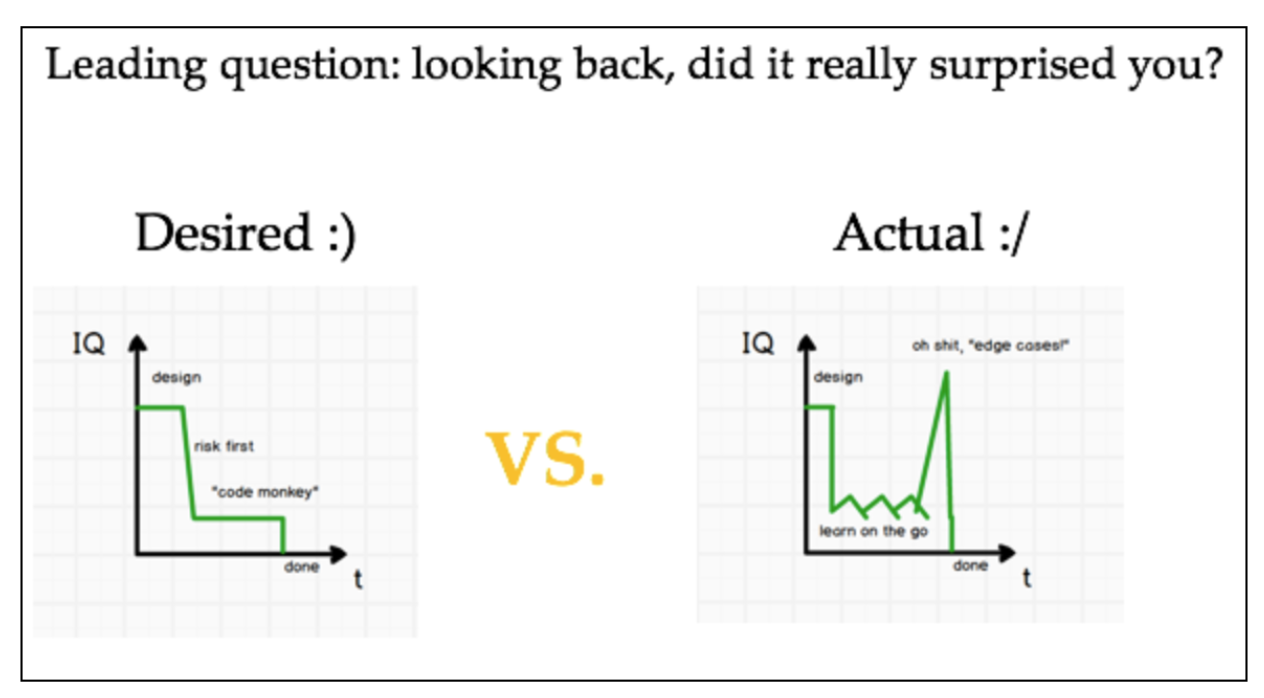 Leading question: looking back, did it really surprised you?
Desired :)
Actual :/
IQ
design
risk first
"code monkey"
done
t
vs.
IQ
oh shit, "edge cases!"
design
learn on the go
done
t